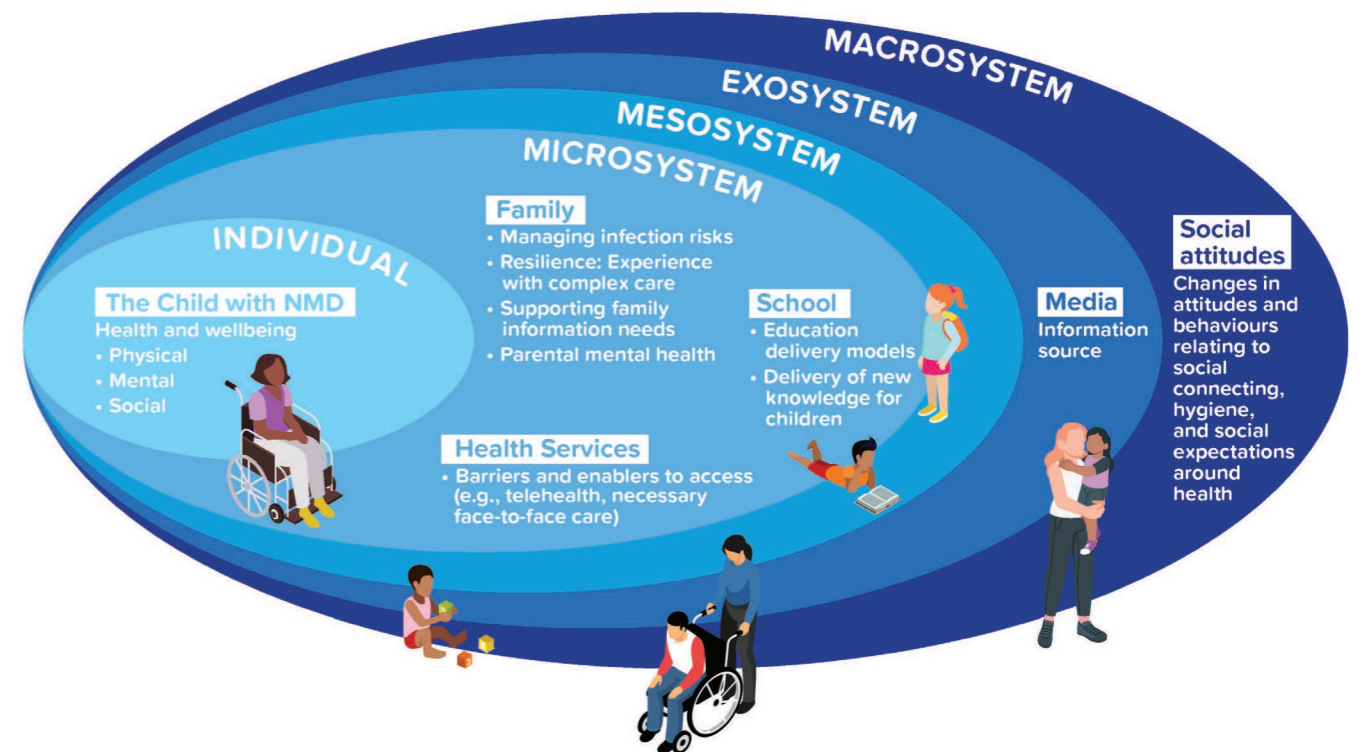 MACROSYSTEM
EXOSYSTEM
MESOSYSTEM
MICROSYSTEM
INDIVIDUAL
The Child with NMD
Health and wellbeing
• Physical
• Mental
• Social
Family
• Managing infection risks
• Resilience: Experience
with complex care
• Supporting family
information needs
• Parental mental health
Health Services
• Barriers and enablers to access
(e.g., telehealth, necessary
face-to-face care)
School
• Education
delivery models
• Delivery of new
knowledge for
children
Media
Information
source
Social
attitudes
Changes in
attitudes and
behaviours
relating to
social
connecting,
hygiene,
and social
expectations
around
health